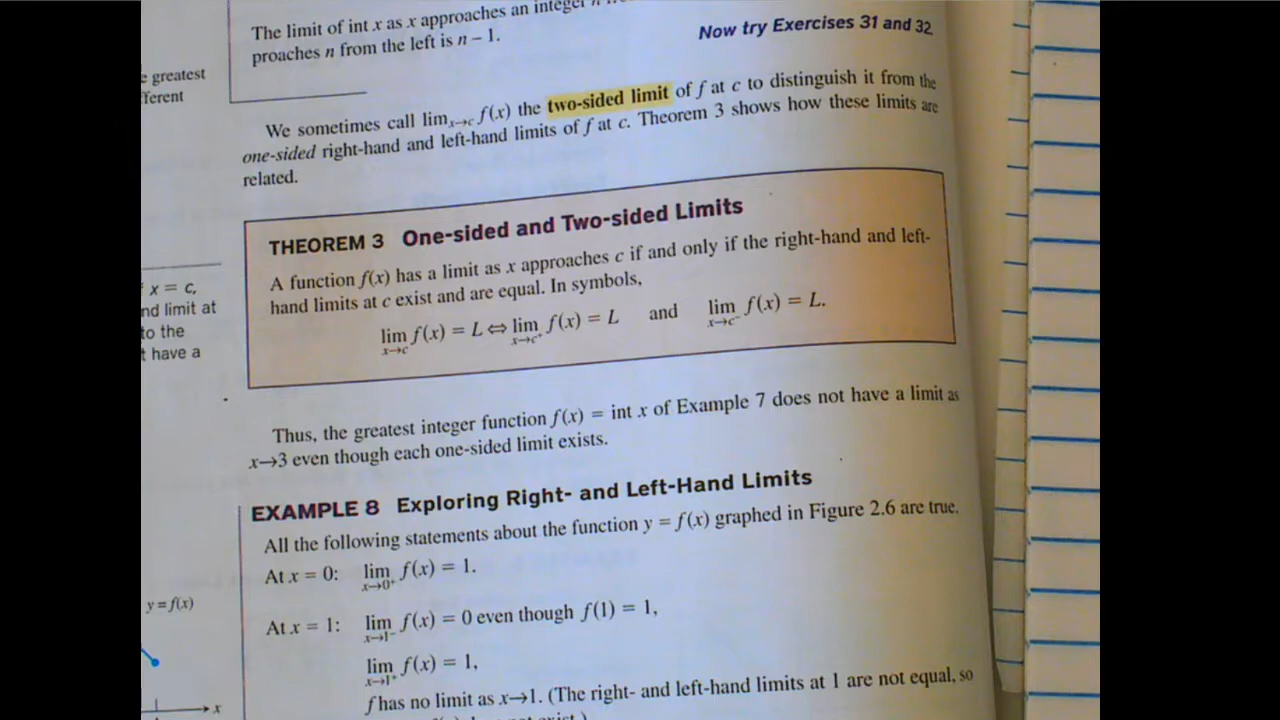 The limit of int x as x approaches an integer n
proaches n from the left is n – 1.
Now try Exercises 31 and 32
e greatest
ferent
We sometimes call lim x→c f(x) the two-sided limit of f at c to distinguish it from the
one-sided right-hand and left-hand limits of f at c. Theorem 3 shows how these limits are
related.
THEOREM 3 One-sided and Two-sided Limits
A function f(x) has a limit as x approaches c if and only if the right-hand and left-
hand limits at c exist and are equal. In symbols,
lim x→c f(x) = L ⇔ lim x→c⁺ f(x) = L and lim x→c⁻ f(x) = L.
x = c,
nd limit at
to the
t have a
Thus, the greatest integer function f(x) = int x of Example 7 does not have a limit as
x→3 even though each one-sided limit exists.
EXAMPLE 8 Exploring Right- and Left-Hand Limits
All the following statements about the function y = f(x) graphed in Figure 2.6 are true.
At x = 0: lim x→0⁺ f(x) = 1.
At x = 1: lim x→1⁻ f(x) = 0 even though f(1) = 1,
lim x→1⁺ f(x) = 1,
f has no limit as x→1. (The right- and left-hand limits at 1 are not equal, so
y = f(x)
x